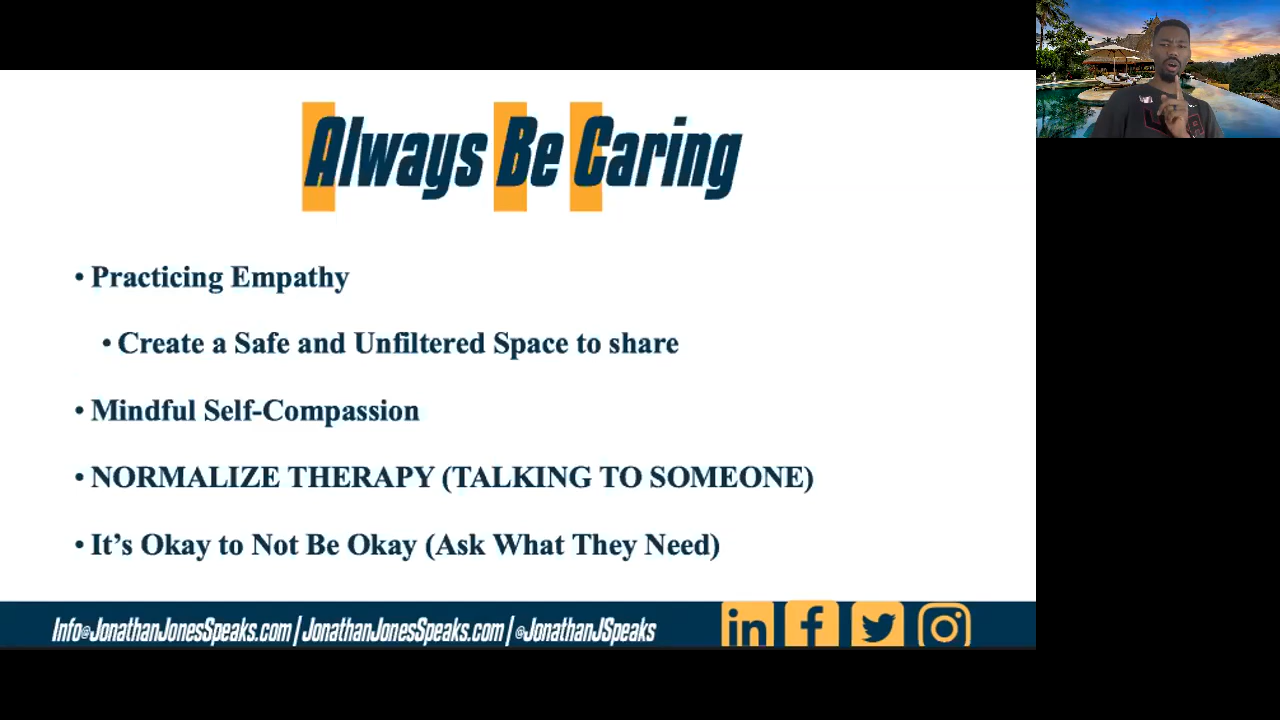 Always Be Caring
• Practicing Empathy
• Create a Safe and Unfiltered Space to share
• Mindful Self-Compassion
• NORMALIZE THERAPY (TALKING TO SOMEONE)
• It's Okay to Not Be Okay (Ask What They Need)
Info@JonathanJonesSpeaks.com | JonathanJonesSpeaks.com | @JonathanJSpeaks